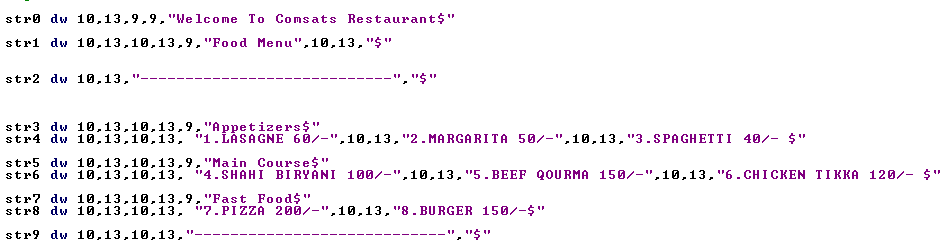 str0 dw 10,13,9,9,"Welcome To Comsats Restaurant$"
str1 dw 10,13,10,13,9,"Food Menu",10,13,"$"
str2 dw 10,13,"----------------------------","$"
str3 dw 10,13,10,13,9,"Appetizers$"
str4 dw 10,13,10,13, "1.LASAGNE 60/-",10,13,"2.MARGARITA 50/-",10,13,"3.SPAGHETTI 40/- $"
str5 dw 10,13,10,13,9,"Main Course$"
str6 dw 10,13,10,13, "4.SHAHI BIRYANI 100/-",10,13,"5.BEEF QOURMA 150/-",10,13,"6.CHICKEN TIKKA 120/- $"
str7 dw 10,13,10,13,9,"Fast Food$"
str8 dw 10,13,10,13, "7.PIZZA 200/-",10,13,"8.BURGER 150/-$"
str9 dw 10,13,10,13,"----------------------------","$"